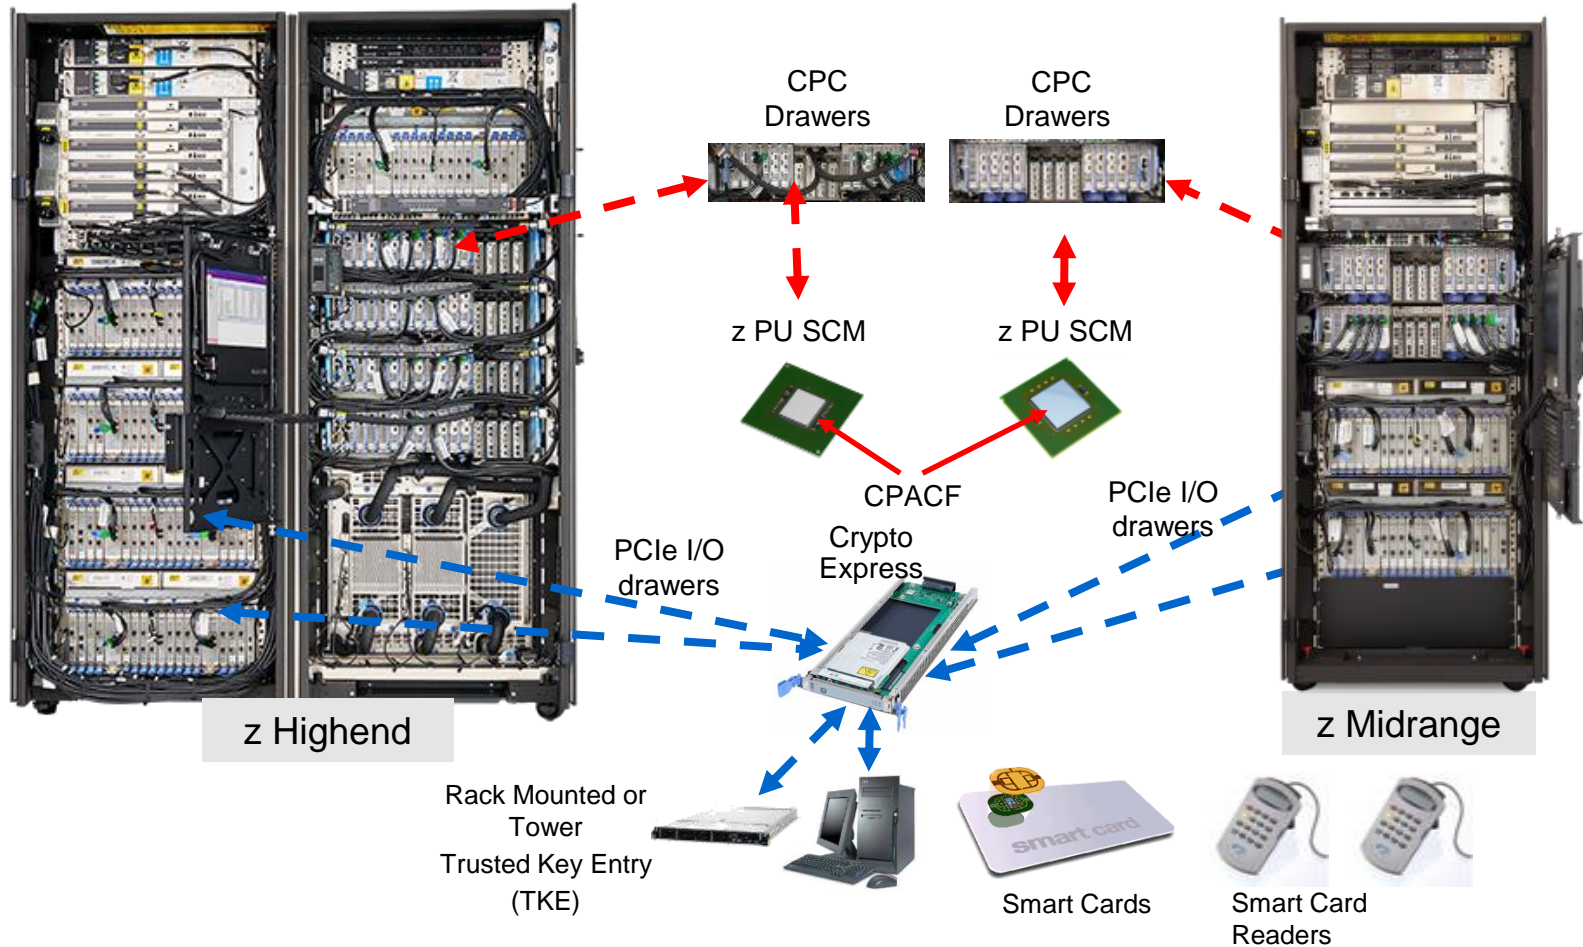 CPC
Drawers
CPC
Drawers
z PU SCM
z PU SCM
CPACF
PCIe I/O
drawers
PCIe I/O
drawers
Crypto
Express
z Highend
z Midrange
Rack Mounted or
Tower
Trusted Key Entry
(TKE)
smart card
Smart Cards
Smart Card
Readers